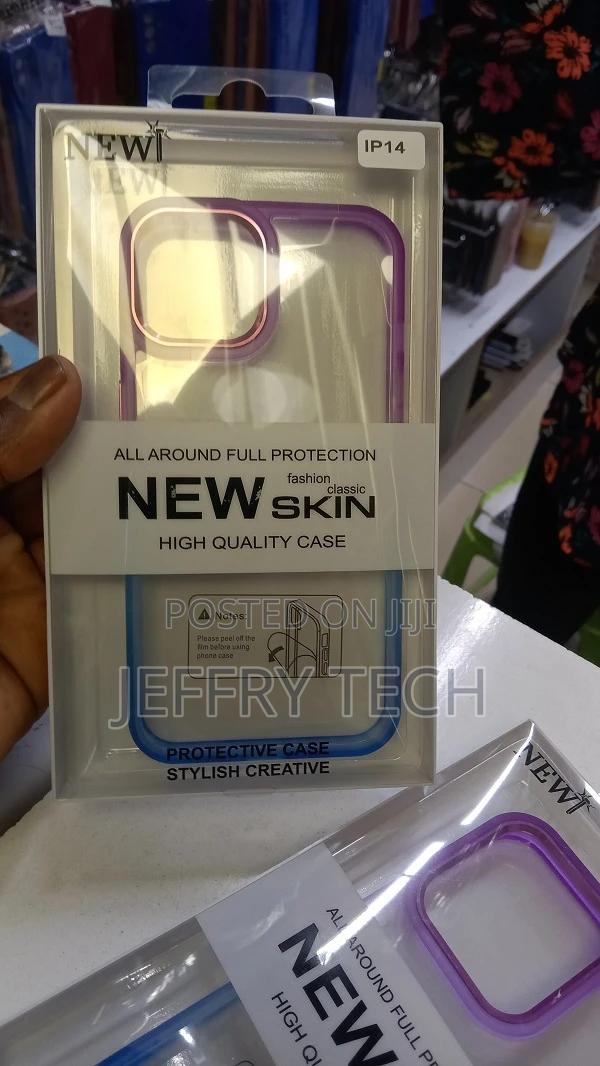 NEW
IP14
ALL AROUND FULL PROTECTION
NEW SKIN
fashion
classic
HIGH QUALITY CASE
Notes:
Please peel off the
film before using
phone case
POSTED ON JIJI
JEFFRY TECH
PROTECTIVE CASE
STYLISH CREATIVE
NEW
ALL AROUND FULL
NEW
HIGH